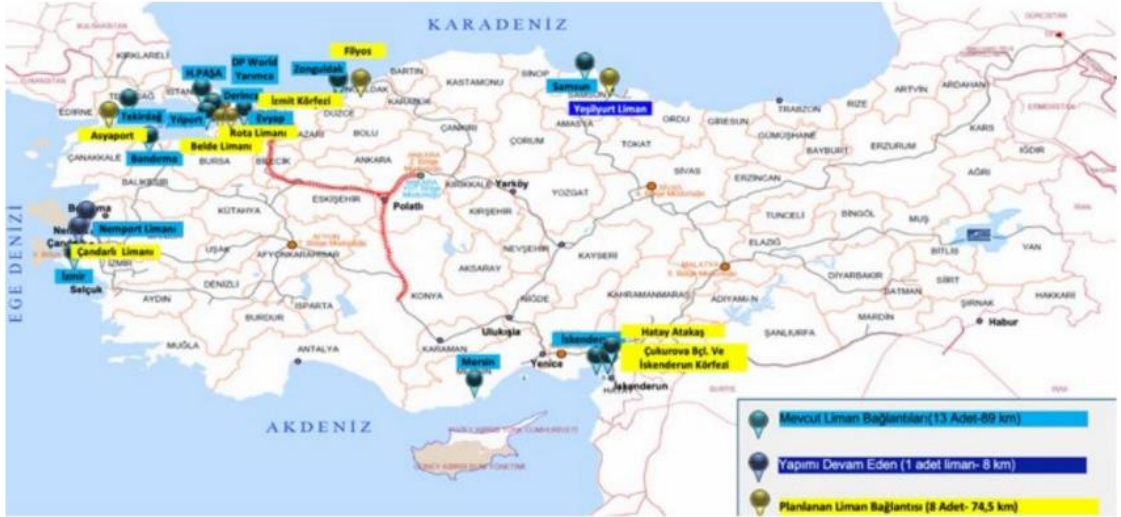 KARADENİZ
EGE DENİZİ
AKDENİZ
KIRKLARELİ
EDİRNE
H.PAŞA
DP World
Yarımca
Zonguldak
Filyos
BARTIN
KASTAMONU
SİNOP
Samsun
Yeşilyurt Liman
Tekirdağ
Yılport
Derince
İzmit Körfezi
Evyap
Rota Limanı
Belde Limanı
Asyaport
Bandırma
DÜZCE
BOLU
ÇANKIRI
ÇORUM
AMASYA
TOKAT
ORDU
GİRESUN
TRABZON
RİZE
ARTVİN
ARDAHAN
KARS
IĞDIR
GÜMÜŞHANE
BAYBURT
ERZURUM
AĞRI
ÇANAKKALE
BALIKESİR
BURSA
BİLECİK
ESKİŞEHİR
ANKARA
KIRIKKALE
Yerköy
YOZGAT
SİVAS
ERZİNCAN
TUNCELİ
BİNGÖL
MUŞ
BİTLİS
VAN
Polatlı
KÜTAHYA
KIRŞEHİR
NEVŞEHİR
KAYSERİ
ELAZIĞ
DİYARBAKIR
BATMAN
SİİRT
ŞIRNAK
HAKKARİ
Nemport Limanı
Çandarlı Limanı
İzmir
İZMİR
Selçuk
UŞAK
AFYONKARAHİSAR
AKSARAY
NİĞDE
KAHRAMANMARAŞ
ADIYAMAN
MARDİN
ŞANLIURFA
Habur
AYDIN
DENİZLİ
ISPARTA
BURDUR
KONYA
KARAMAN
Ulukışla
MUĞLA
ANTALYA
Mersin
Yenice
İskenderun
Hatay Atakaş
Çukurova Bçl. Ve
İskenderun Körfezi
Mevcut Liman Bağlantıları(13 Adet-89 km)
Yapımı Devam Eden (1 adet liman- 8 km)
Planlanan Liman Bağlantısı (8 Adet- 74,5 km)